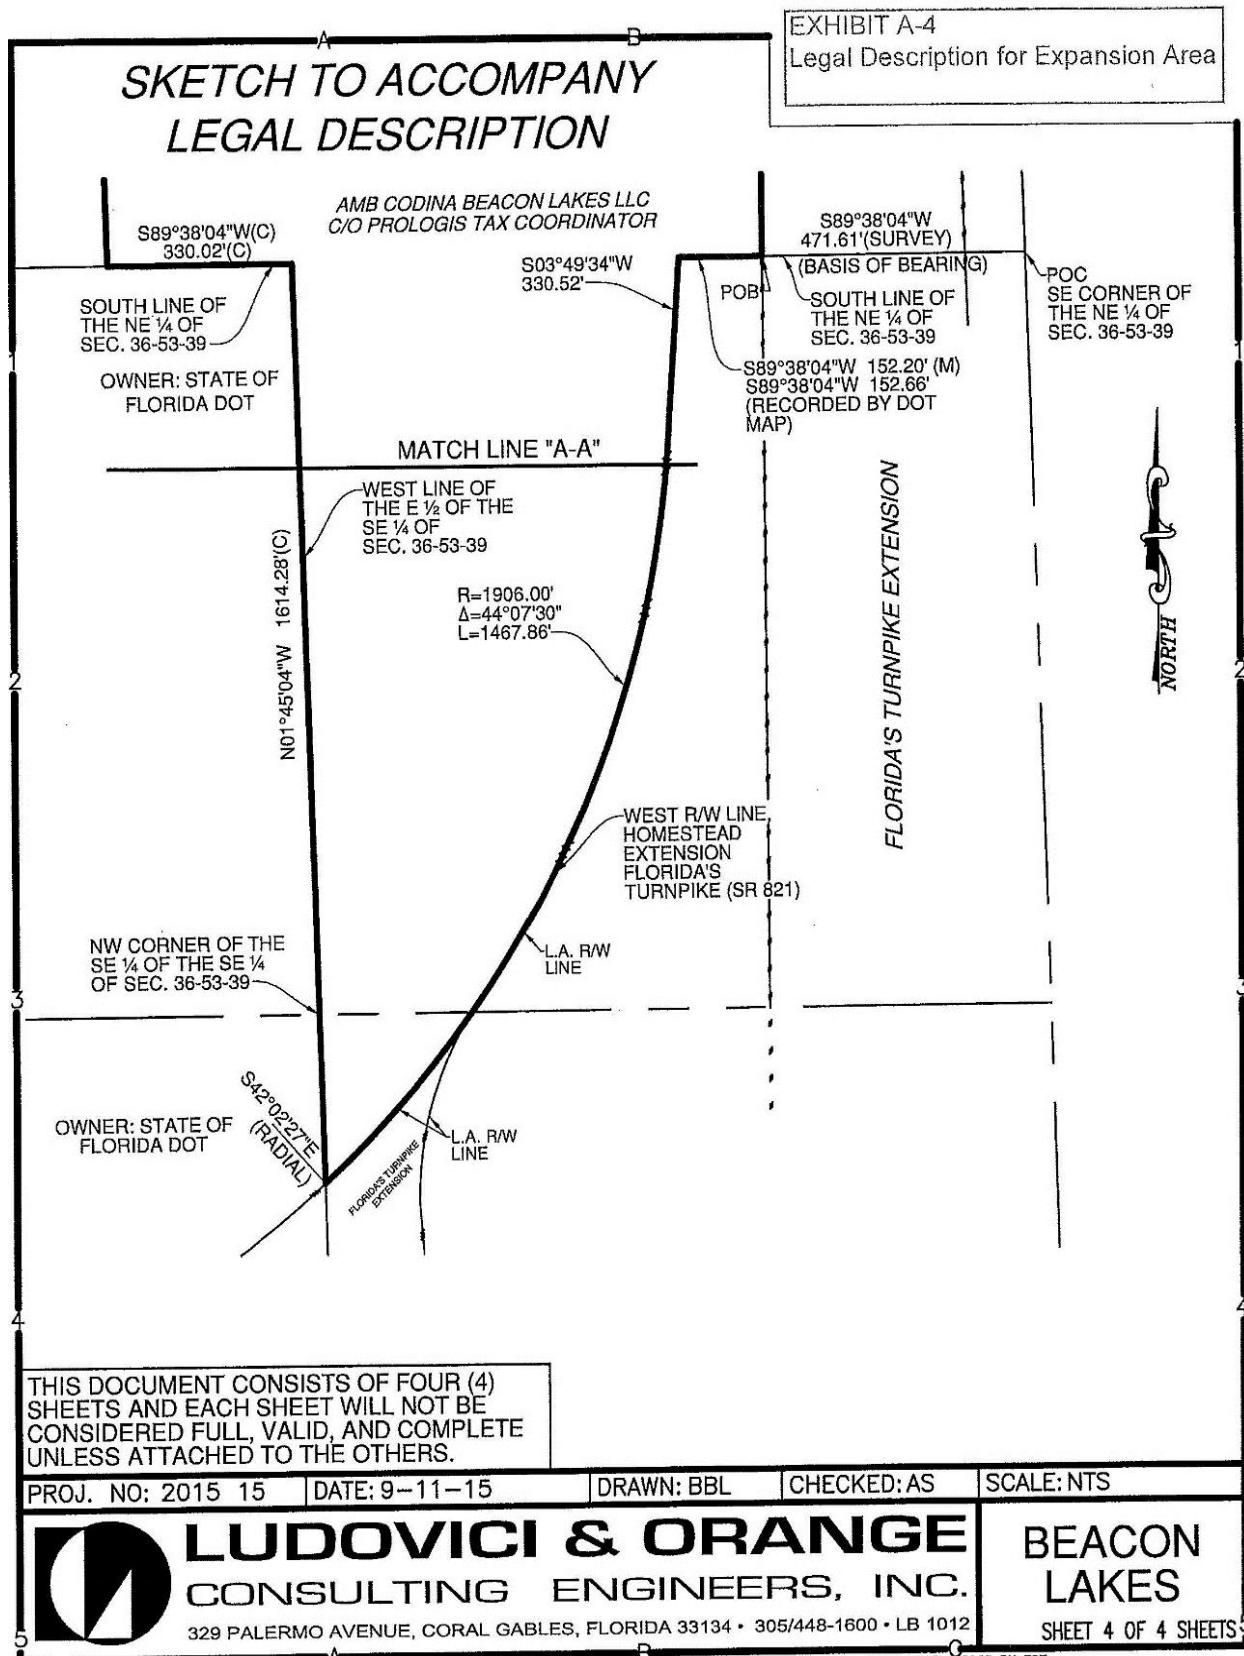 EXHIBIT A-4
Legal Description for Expansion Area
A
B
SKETCH TO ACCOMPANY
LEGAL DESCRIPTION
AMB CODINA BEACON LAKES LLC
C/O PROLOGIS TAX COORDINATOR
S89°38'04"W(C)
330.02'(C)
S03°49'34"W
330.52'
S89°38'04"W
471.61'(SURVEY)
(BASIS OF BEARING)
POB
POC
SE CORNER OF
THE NE ¼ OF
SEC. 36-53-39
SOUTH LINE OF
THE NE ¼ OF
SEC. 36-53-39
SOUTH LINE OF
THE NE ¼ OF
SEC. 36-53-39
1
1
OWNER: STATE OF
FLORIDA DOT
S89°38'04"W 152.20' (M)
S89°38'04"W 152.66'
(RECORDED BY DOT
MAP)
MATCH LINE "A-A"
WEST LINE OF
THE E ½ OF THE
SE ¼ OF
SEC. 36-53-39
N01°45'04"W 1614.28'(C)
R=1906.00'
Δ=44°07'30"
L=1467.86'
FLORIDA'S TURNPIKE EXTENSION
NORTH
2
2
WEST R/W LINE
HOMESTEAD
EXTENSION
FLORIDA'S
TURNPIKE (SR 821)
NW CORNER OF THE
SE ¼ OF THE SE ¼
OF SEC. 36-53-39
L.A. R/W
LINE
3
3
S42°02'27"E
(RADIAL)
OWNER: STATE OF
FLORIDA DOT
L.A. R/W
LINE
FLORIDA'S TURNPIKE
EXTENSION
4
4
THIS DOCUMENT CONSISTS OF FOUR (4)
SHEETS AND EACH SHEET WILL NOT BE
CONSIDERED FULL, VALID, AND COMPLETE
UNLESS ATTACHED TO THE OTHERS.
PROJ. NO: 2015 15 DATE: 9-11-15 DRAWN: BBL CHECKED: AS SCALE: NTS
LUDOVICI & ORANGE
CONSULTING ENGINEERS, INC.
329 PALERMO AVENUE, CORAL GABLES, FLORIDA 33134 • 305/448-1600 • LB 1012
BEACON
LAKES
SHEET 4 OF 4 SHEETS
5
5
A
B
C